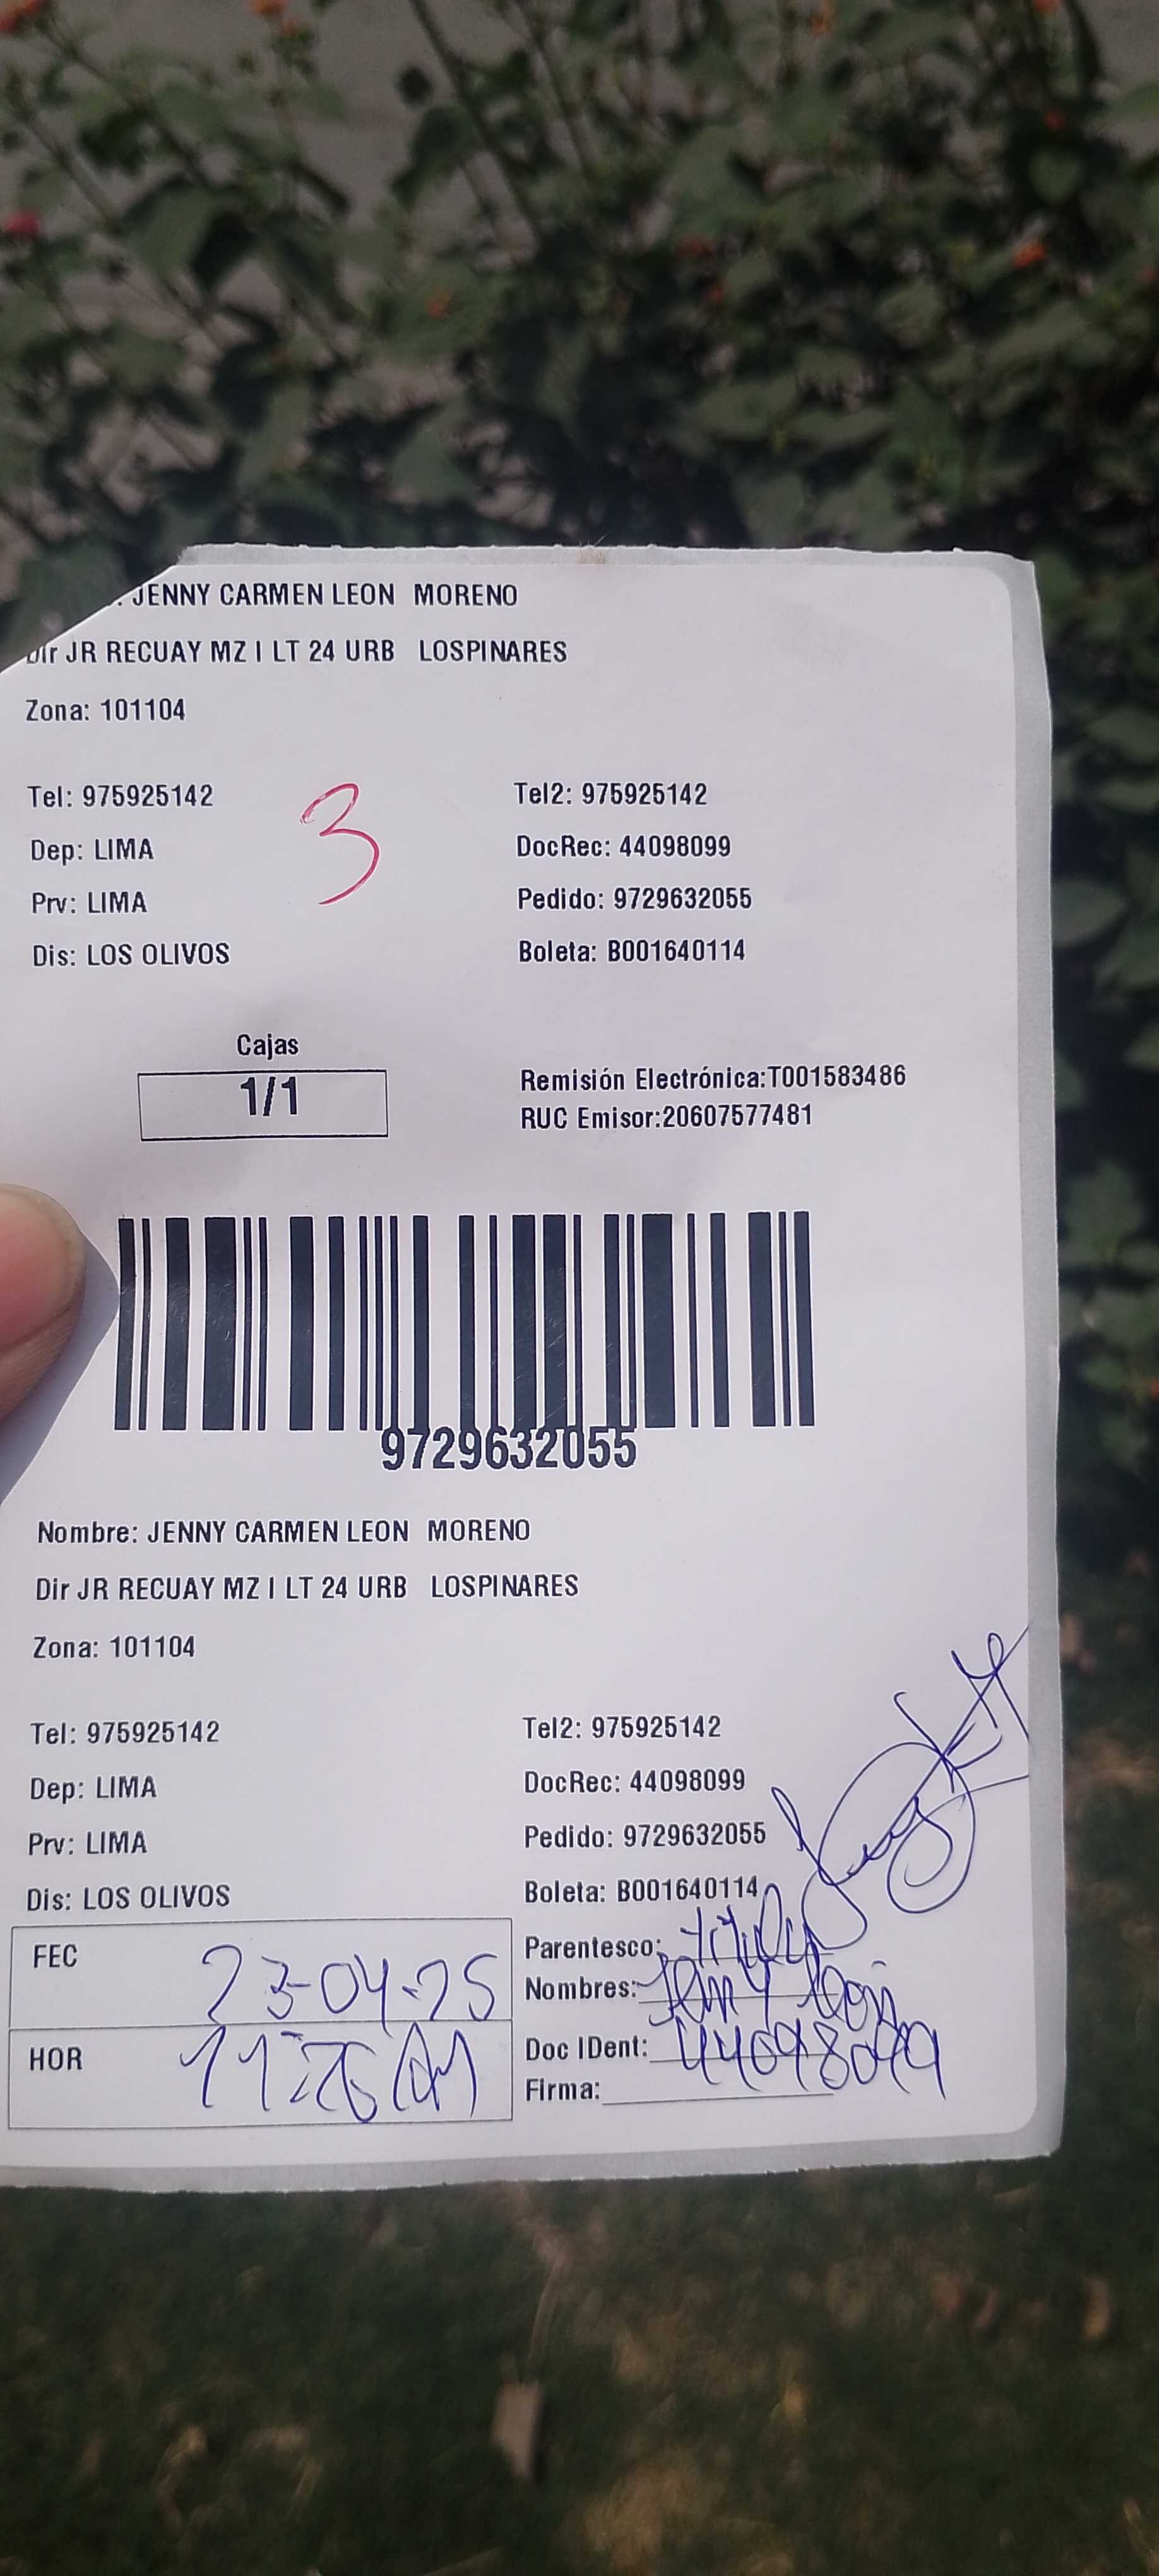 . JENNY CARMEN LEON MORENO
Dir JR RECUAY MZ I LT 24 URB LOSPINARES
Zona: 101104
Tel: 975925142 Tel2: 975925142
3
Dep: LIMA DocRec: 44098099
Prv: LIMA Pedido: 9729632055
Dis: LOS OLIVOS Boleta: B001640114
Cajas
1/1
Remisión Electrónica:T001583486
RUC Emisor:20607577481
9729632055
Nombre: JENNY CARMEN LEON MORENO
Dir JR RECUAY MZ I LT 24 URB LOSPINARES
Zona: 101104
Tel: 975925142 Tel2: 975925142
Dep: LIMA DocRec: 44098099
Prv: LIMA Pedido: 9729632055
Dis: LOS OLIVOS Boleta: B001640114
FEC 23-04-25
HOR 11:26 AM
Parentesco:
Nombres: Jenny León
Doc IDent: 44098099
Firma: